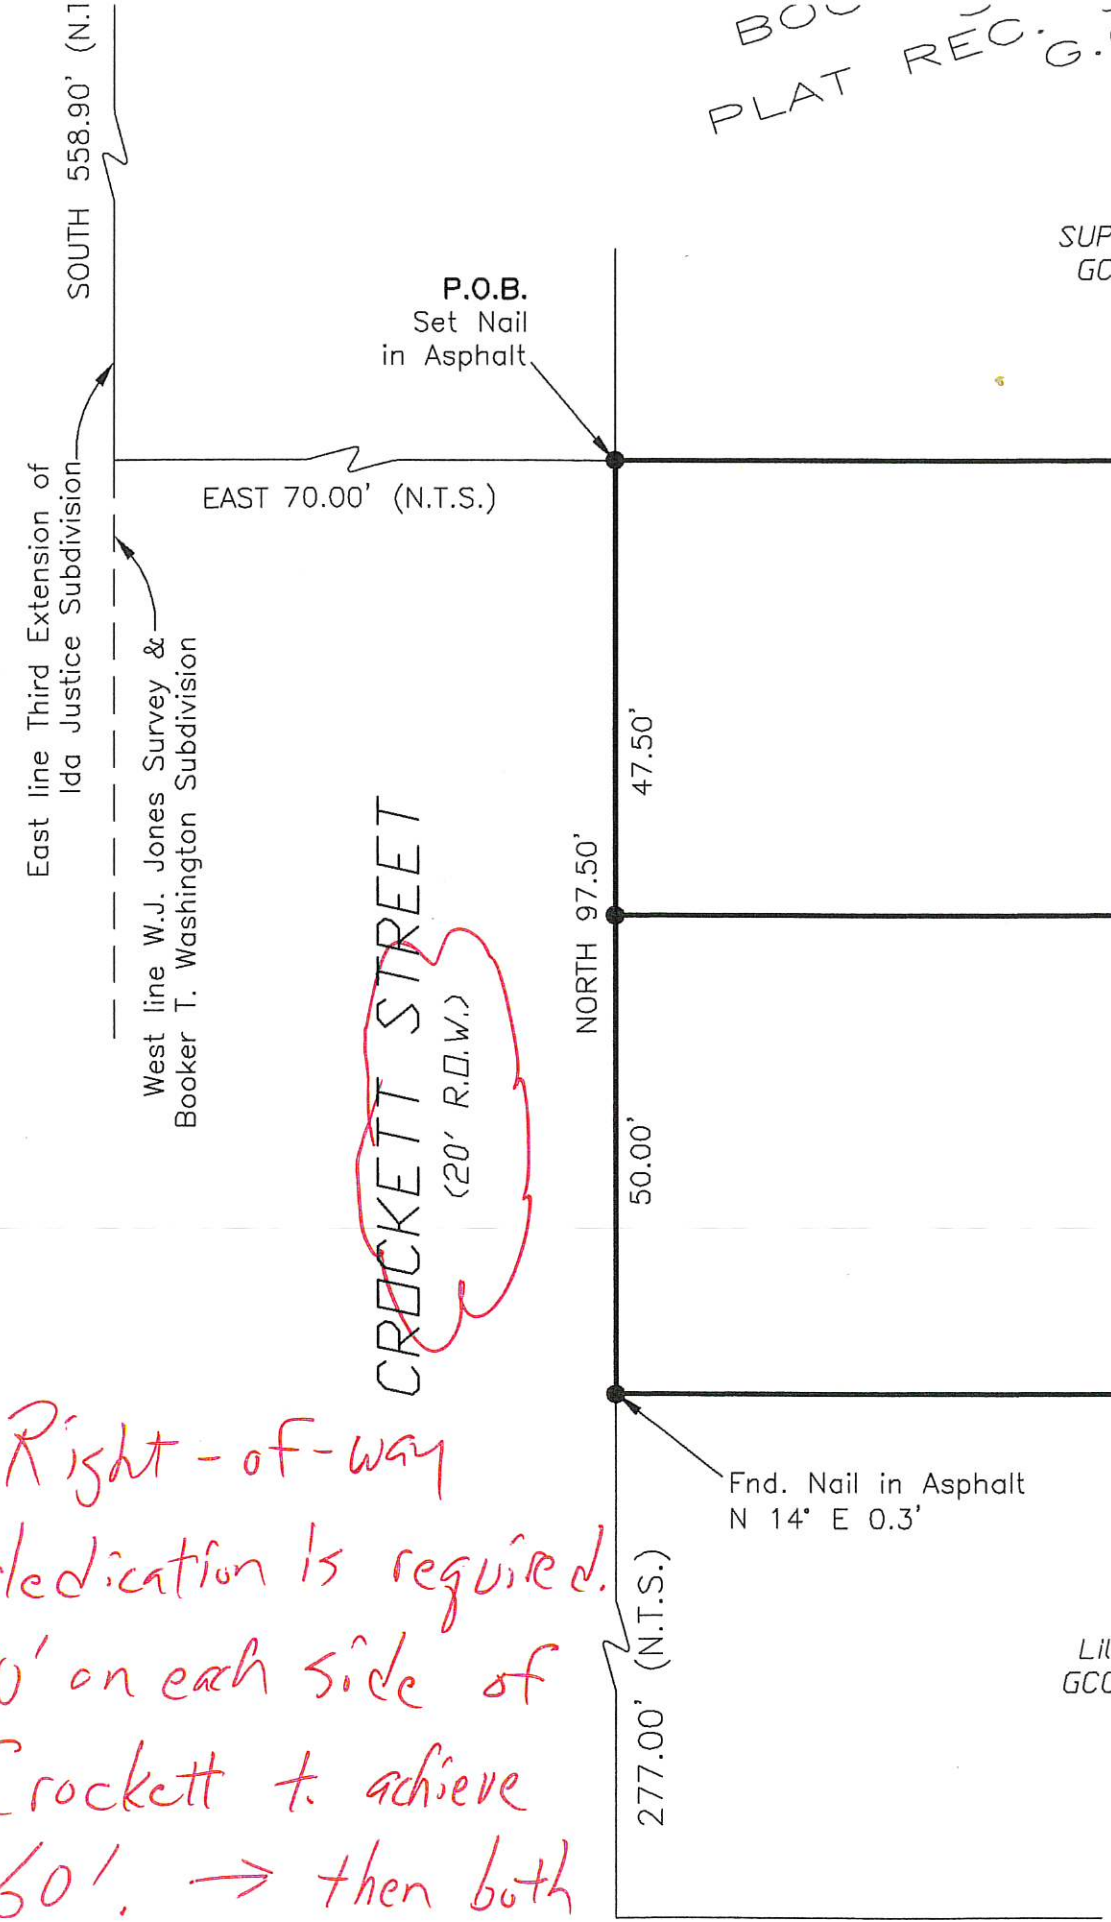 SOUTH 558.90' (N.T
PLAT REC.
G.
SUP
GC
P.O.B.
Set Nail
in Asphalt
EAST 70.00' (N.T.S.)
East line Third Extension of
Ida Justice Subdivision
West line W.J. Jones Survey &
Booker T. Washington Subdivision
47.50'
NORTH 97.50'
CROCKETT STREET
(20' R.O.W.)
50.00'
Fnd. Nail in Asphalt
N 14° E 0.3'
Right-of-way
dedication is required.
0' on each side of
Crockett to achieve
60'. → then both
277.00' (N.T.S.)
Lil
GCC